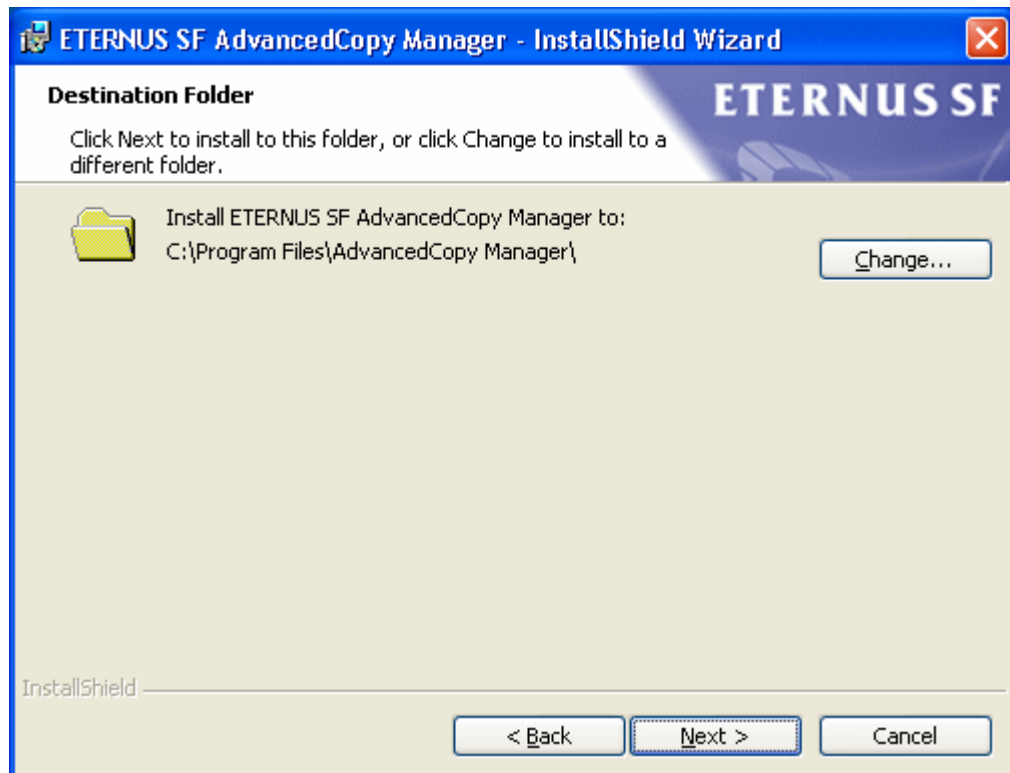 ETERNUS SF AdvancedCopy Manager - InstallShield Wizard
Destination Folder
ETERNUS SF
Click Next to install to this folder, or click Change to install to a
different folder.
Install ETERNUS SF AdvancedCopy Manager to:
C:\Program Files\AdvancedCopy Manager\
Change...
InstallShield
< Back
Next >
Cancel